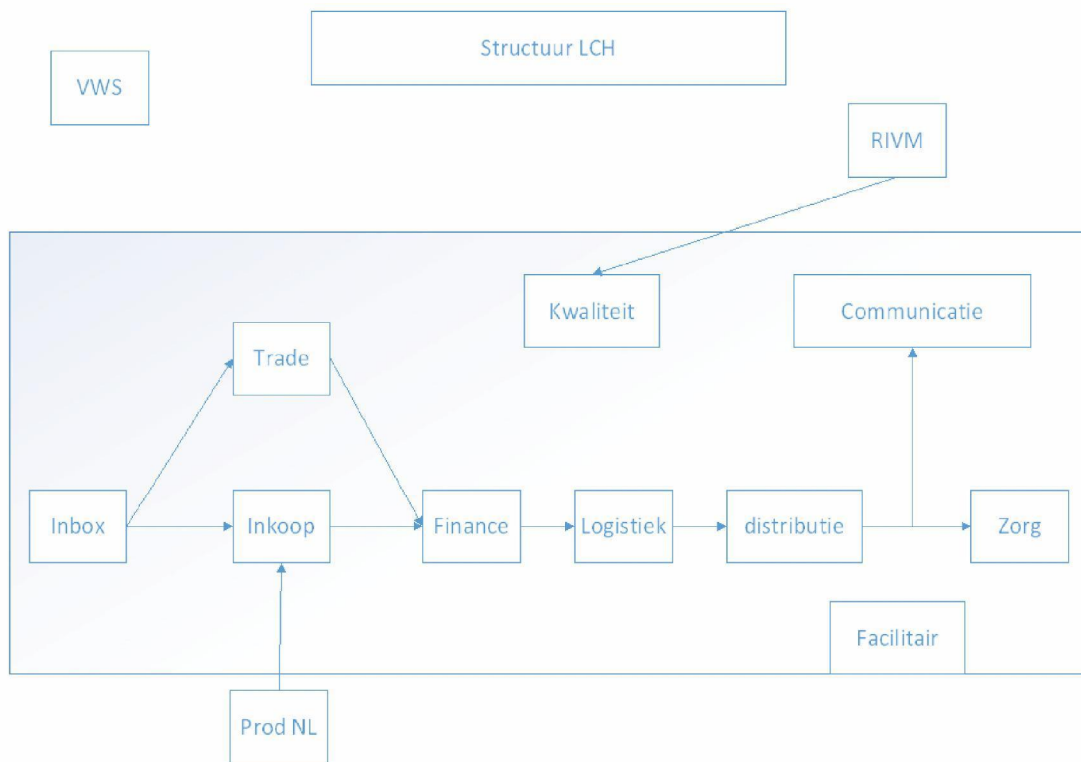 Structuur LCH
VWS
RIVM
Kwaliteit
Communicatie
Trade
Inbox
Inkoop
Finance
Logistiek
distributie
Zorg
Facilitair
Prod NL